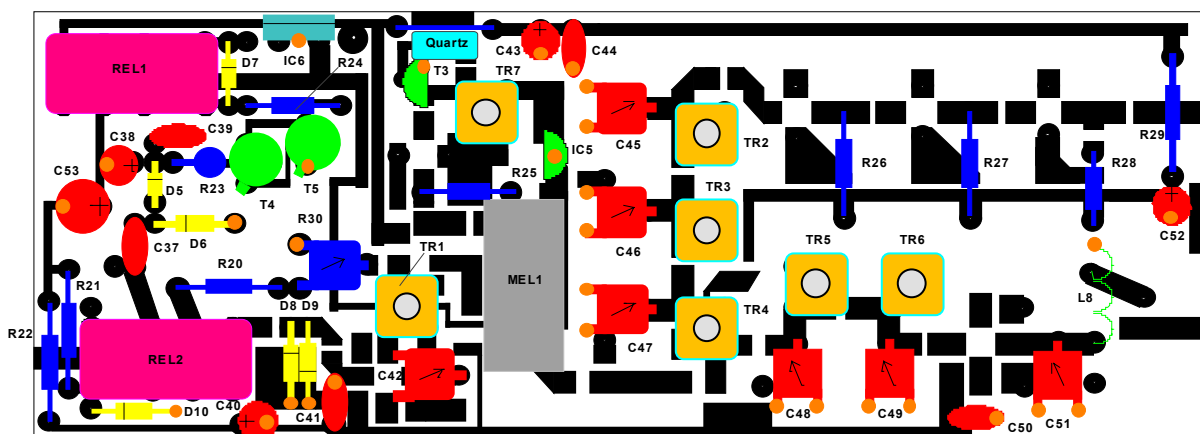 Quartz
C43
C44
D7
IC6
R24
T3
TR7
REL1
C45
C38
C39
TR2
IC5
R25
R26
R27
R28
R29
C53
D5
R23
T4
T5
TR3
D6
R30
C37
TR1
C46
TR5
TR6
C52
R20
MEL1
R21
D8
D9
TR4
L8
R22
C47
REL2
C42
D10
C40
C41
C48
C49
C50
C51